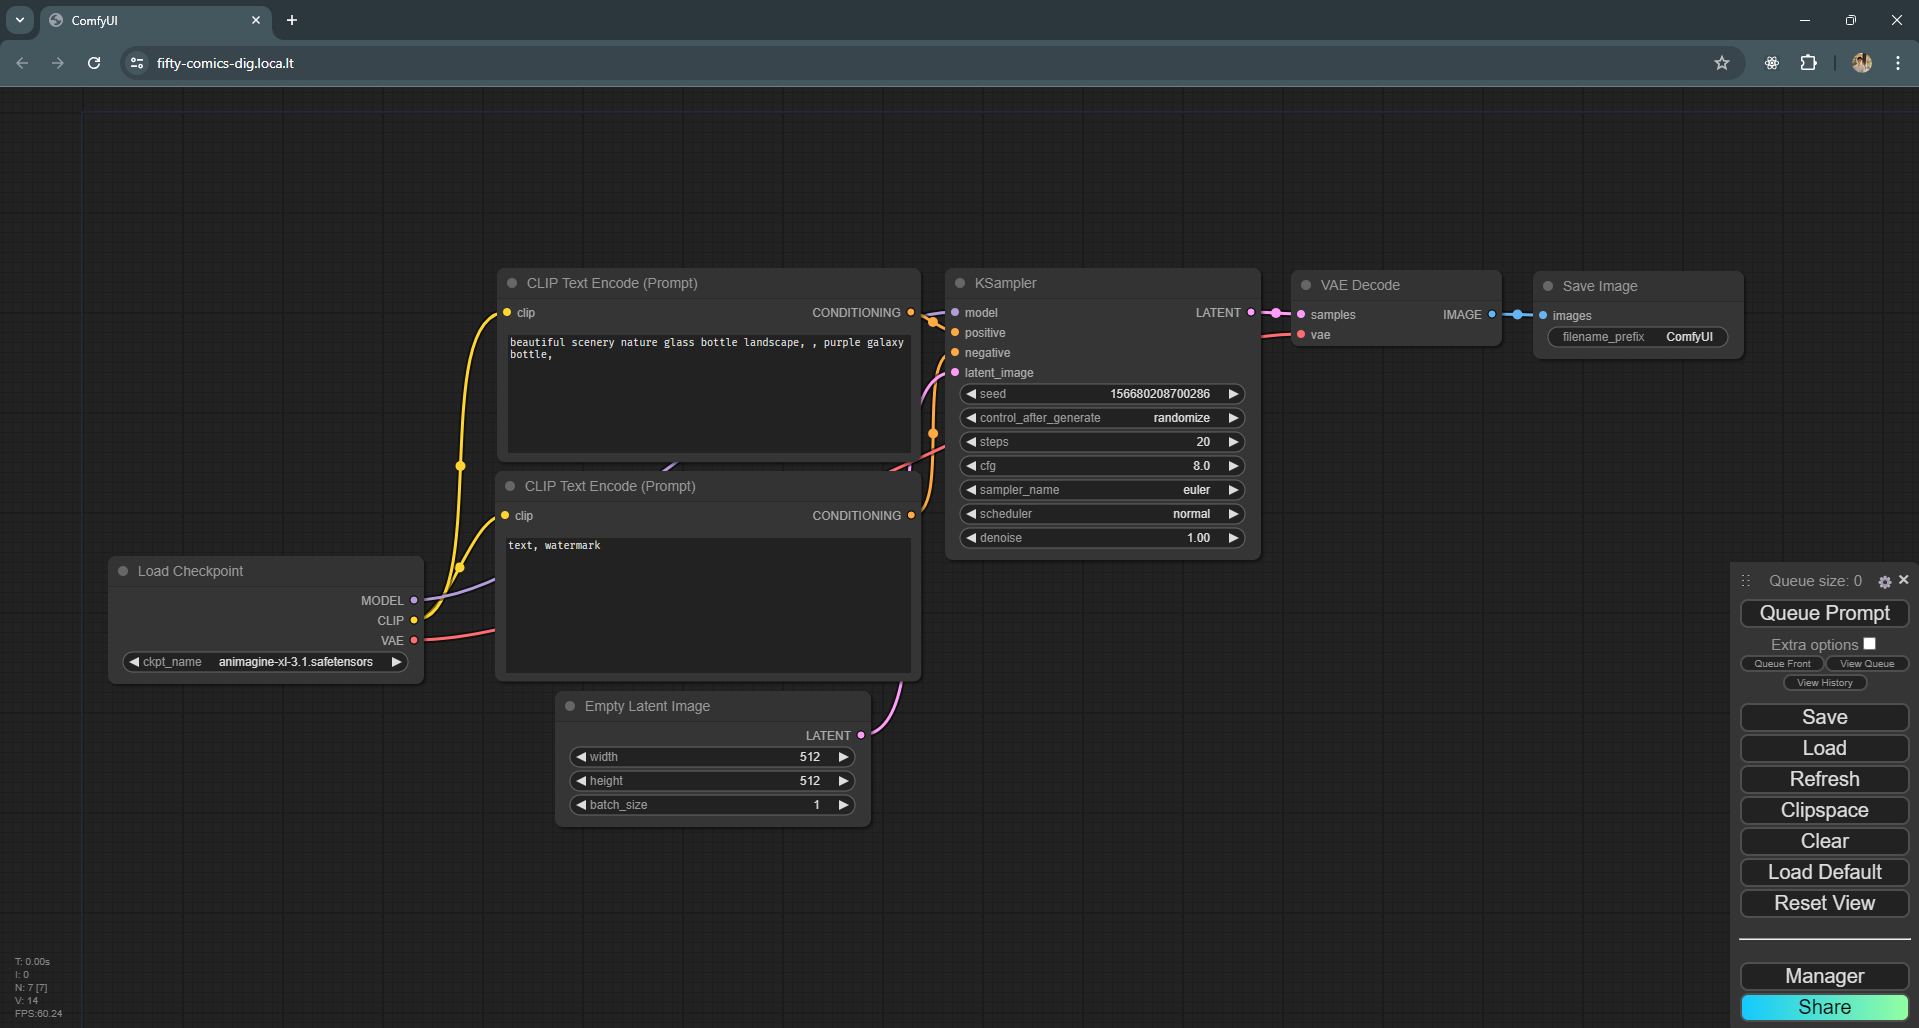 ComfyUI
fifty-comics-dig.loca.lt
CLIP Text Encode (Prompt)
clip
CONDITIONING
beautiful scenery nature glass bottle landscape, , purple galaxy
bottle,
KSampler
model
LATENT
positive
negative
latent_image
seed 156680208700286
control_after_generate randomize
steps 20
cfg 8.0
sampler_name euler
scheduler normal
denoise 1.00
VAE Decode
samples
IMAGE
vae
Save Image
images
filename_prefix ComfyUI
CLIP Text Encode (Prompt)
clip
CONDITIONING
text, watermark
Load Checkpoint
MODEL
CLIP
VAE
ckpt_name animagine-xl-3.1.safetensors
Empty Latent Image
LATENT
width 512
height 512
batch_size 1
Queue size: 0
Queue Prompt
Extra options
Queue Front
View Queue
View History
Save
Load
Refresh
Clipspace
Clear
Load Default
Reset View
Manager
Share
T: 0.00s
I: 0
N: 7 [7]
V: 14
FPS:60.24